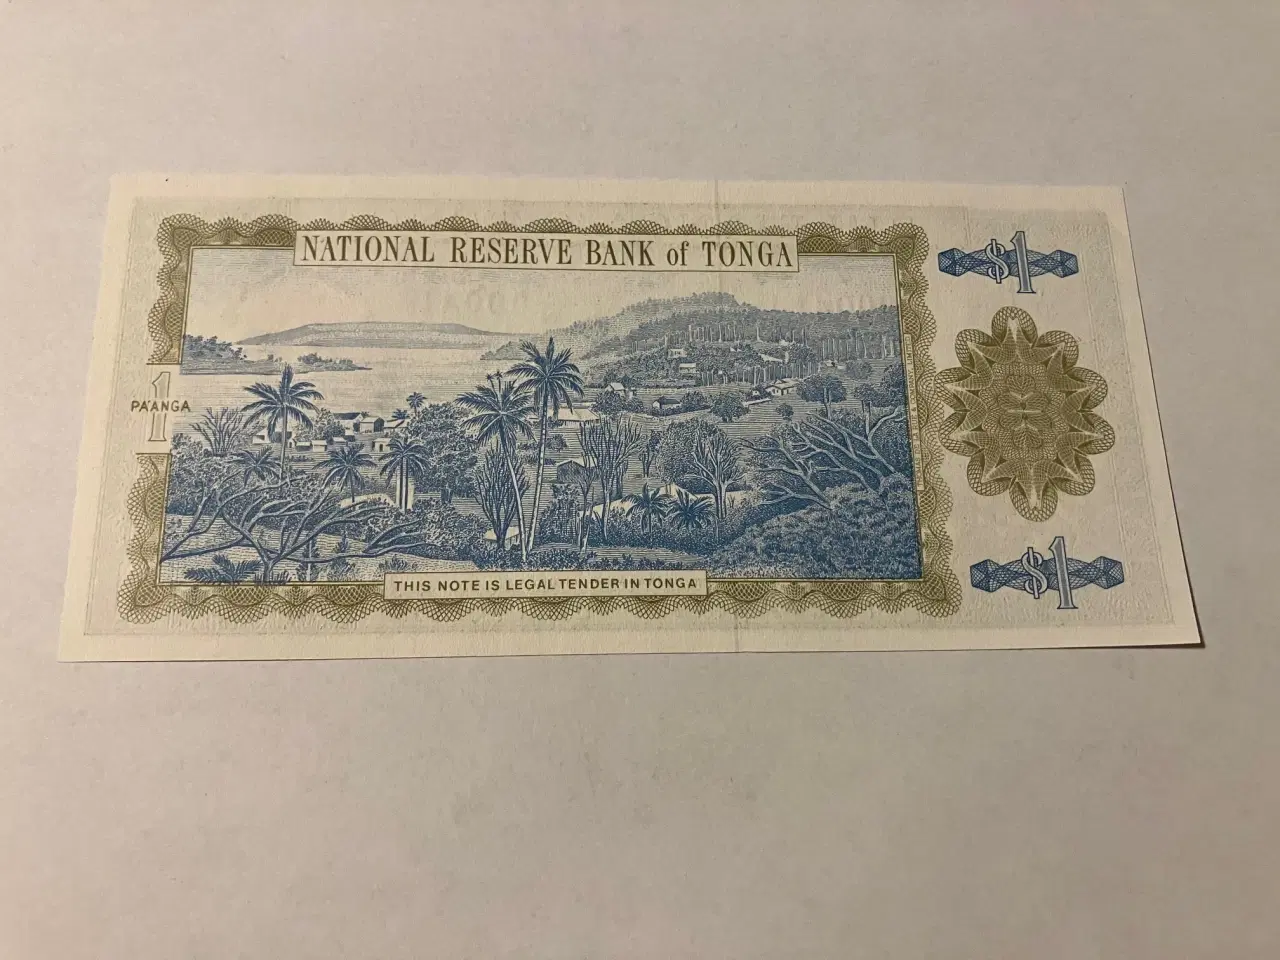 NATIONAL RESERVE BANK of TONGA
$1
1
PA'ANGA
$1
THIS NOTE IS LEGAL TENDER IN TONGA